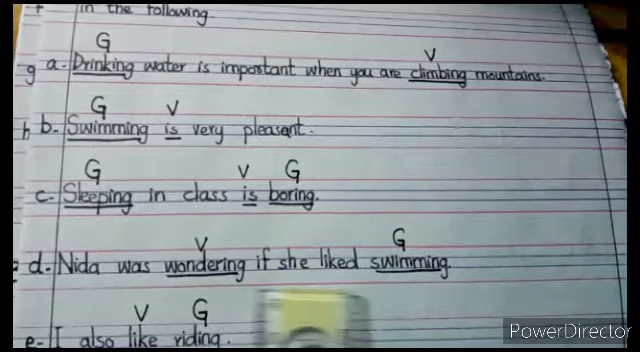 in the following.
G V
g a- Drinking water is important when you are climbing mountains.
G V
h b- Swimming is very pleasent.
G V G
c- Sleeping in class is boring.
V G
d- Nida was wondering if she liked swimming.
V G
e- I also like riding.
PowerDirector